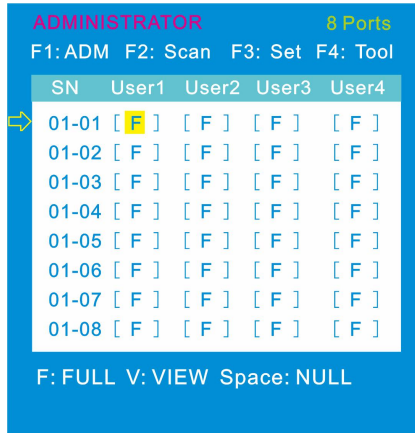 ADMINISTRATOR 8 Ports
F1: ADM F2: Scan F3: Set F4: Tool
SN User1 User2 User3 User4
01-01 [ F ] [ F ] [ F ] [ F ]
01-02 [ F ] [ F ] [ F ] [ F ]
01-03 [ F ] [ F ] [ F ] [ F ]
01-04 [ F ] [ F ] [ F ] [ F ]
01-05 [ F ] [ F ] [ F ] [ F ]
01-06 [ F ] [ F ] [ F ] [ F ]
01-07 [ F ] [ F ] [ F ] [ F ]
01-08 [ F ] [ F ] [ F ] [ F ]
F: FULL V: VIEW Space: NULL